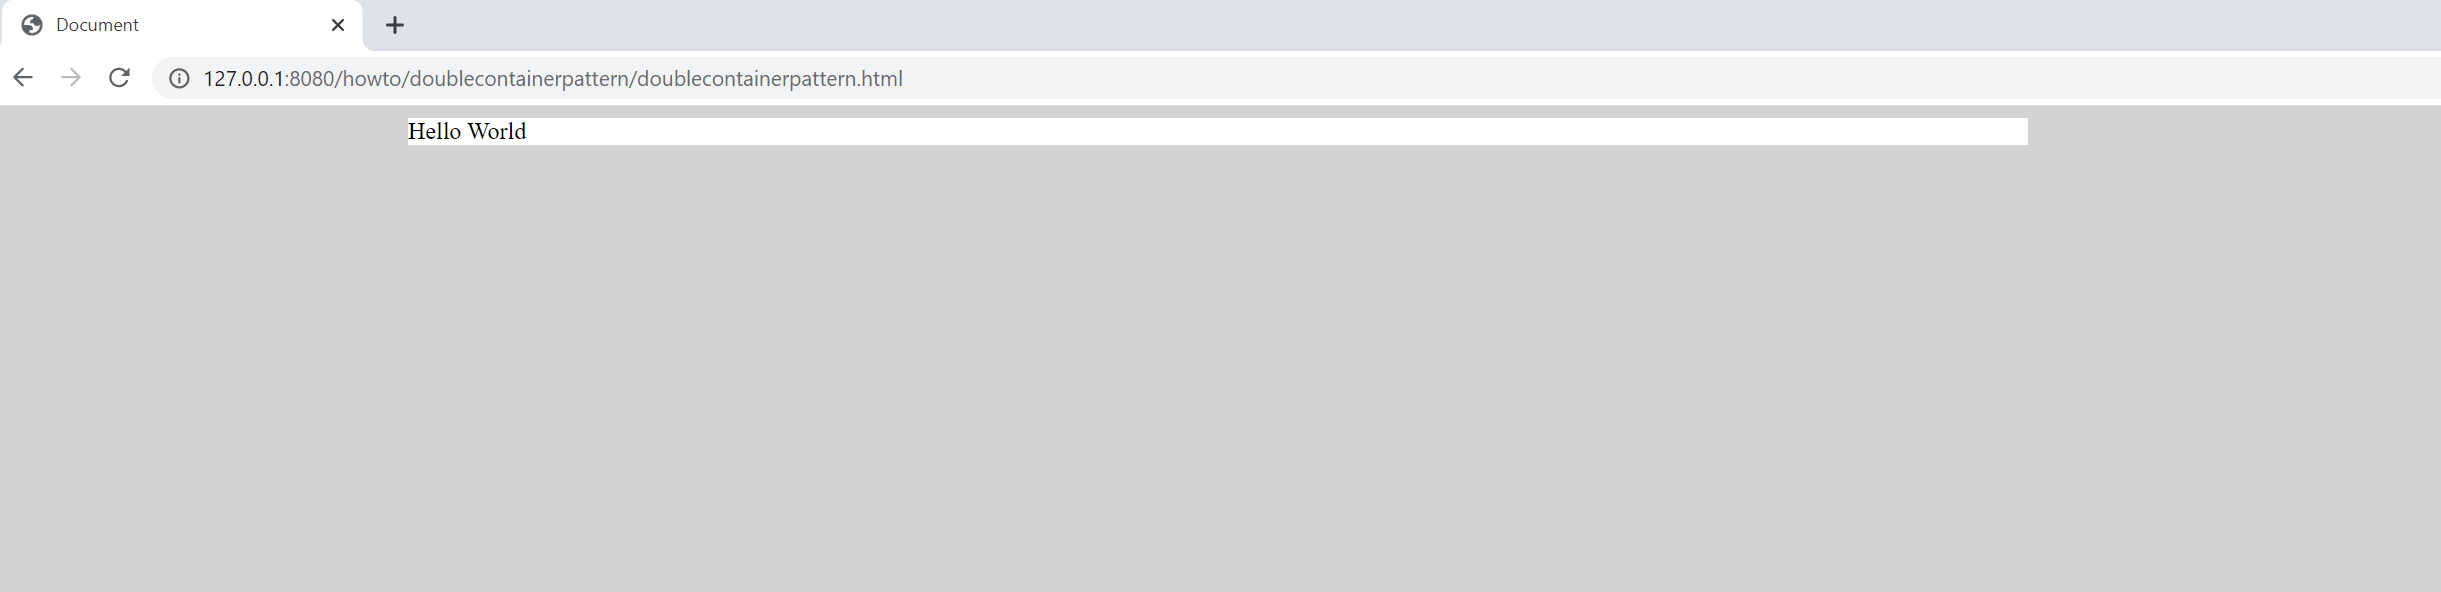 Document
127.0.0.1:8080/howto/doublecontainerpattern/doublecontainerpattern.html
Hello World